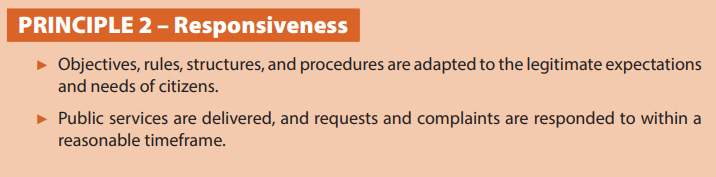 PRINCIPLE 2 – Responsiveness
► Objectives, rules, structures, and procedures are adapted to the legitimate expectations
and needs of citizens.
► Public services are delivered, and requests and complaints are responded to within a
reasonable timeframe.